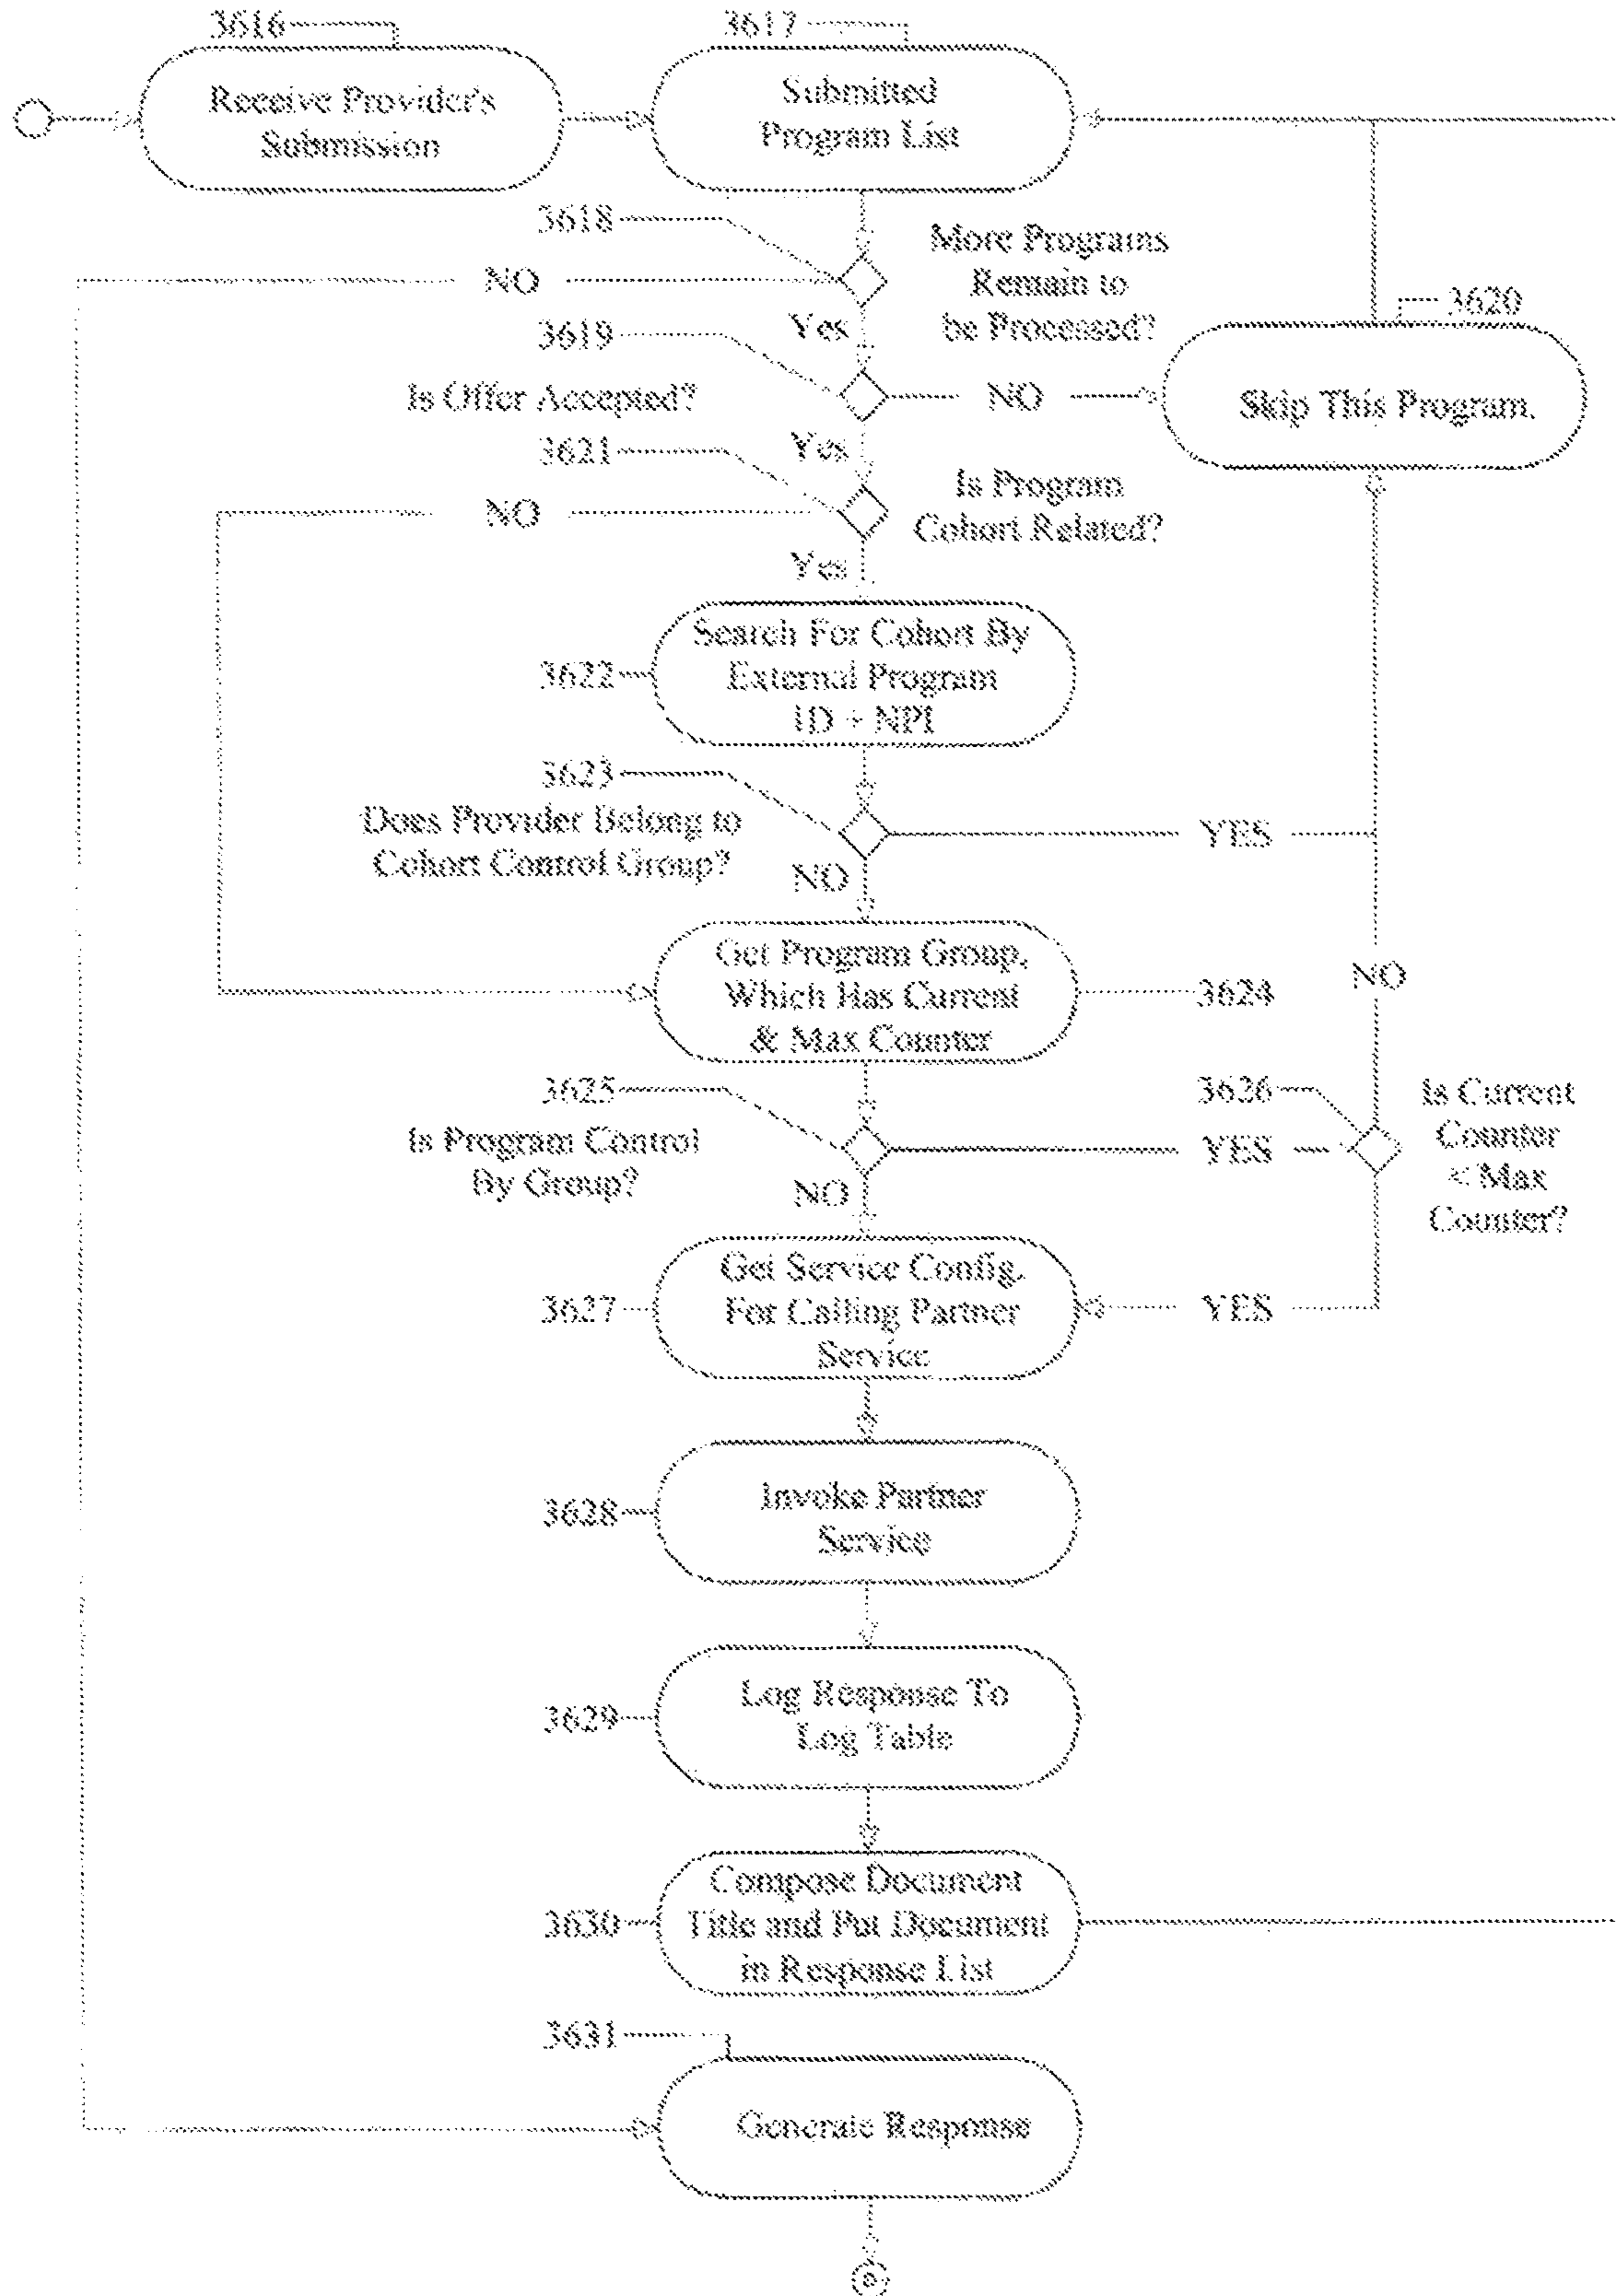 3616
3617
Receive Provider's
Submission
Submitted
Program List
3618
More Programs
Remain to
be Processed?
NO
Yes
3619
3620
Is Offer Accepted?
NO
Skip This Program.
3621
Yes
Is Program
Cohort Related?
NO
Yes
Search For Cohort By
External Program
ID + NPI
3622
3623
Does Provider Belong to
Cohort Control Group?
YES
NO
Get Program Group,
Which Has Current
& Max Counter
3624
NO
3625
3626
Is Current
Counter
< Max
Counter?
Is Program Control
By Group?
YES
NO
Get Service Config.
For Calling Partner
Service
3627
YES
Invoke Partner
Service
3628
Log Response To
Log Table
3629
Compose Document
Title and Put Document
in Response List
3630
3631
Generate Response